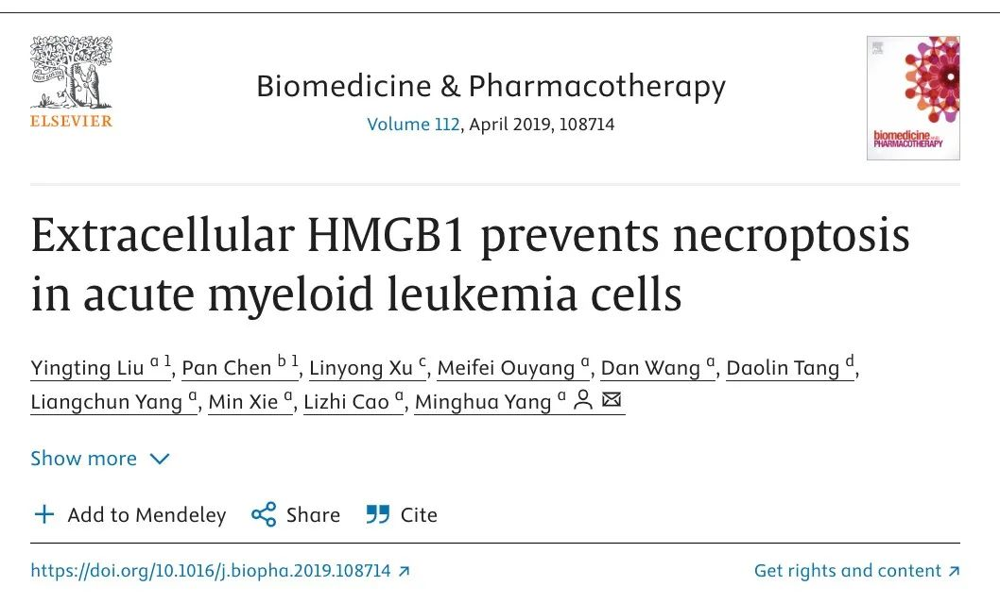 ELSEVIER
Biomedicine & Pharmacotherapy
Volume 112, April 2019, 108714
biomedicine
PHARMACOTHERAPY
Extracellular HMGB1 prevents necroptosis
in acute myeloid leukemia cells
Yingting Liu a 1, Pan Chen b 1, Linyong Xu c, Meifei Ouyang a, Dan Wang a, Daolin Tang d,
Liangchun Yang a, Min Xie a, Lizhi Cao a, Minghua Yang a
Show more
Add to Mendeley Share Cite
https://doi.org/10.1016/j.biopha.2019.108714
Get rights and content